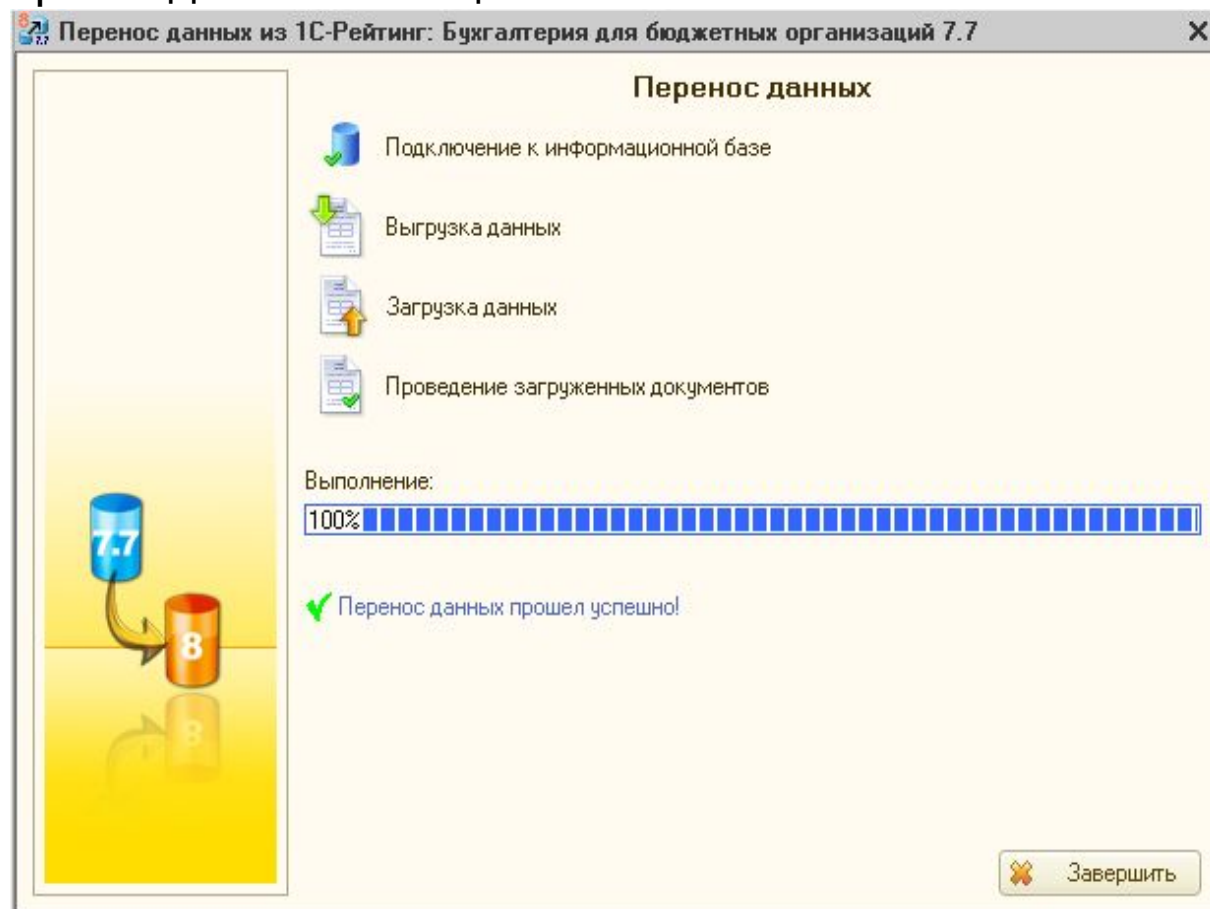 Перенос данных из 1С-Рейтинг: Бухгалтерия для бюджетных организаций 7.7
Перенос данных
Подключение к информационной базе
Выгрузка данных
Загрузка данных
Проведение загруженных документов
Выполнение:
100%
7.7
Перенос данных прошел успешно!
8
Завершить